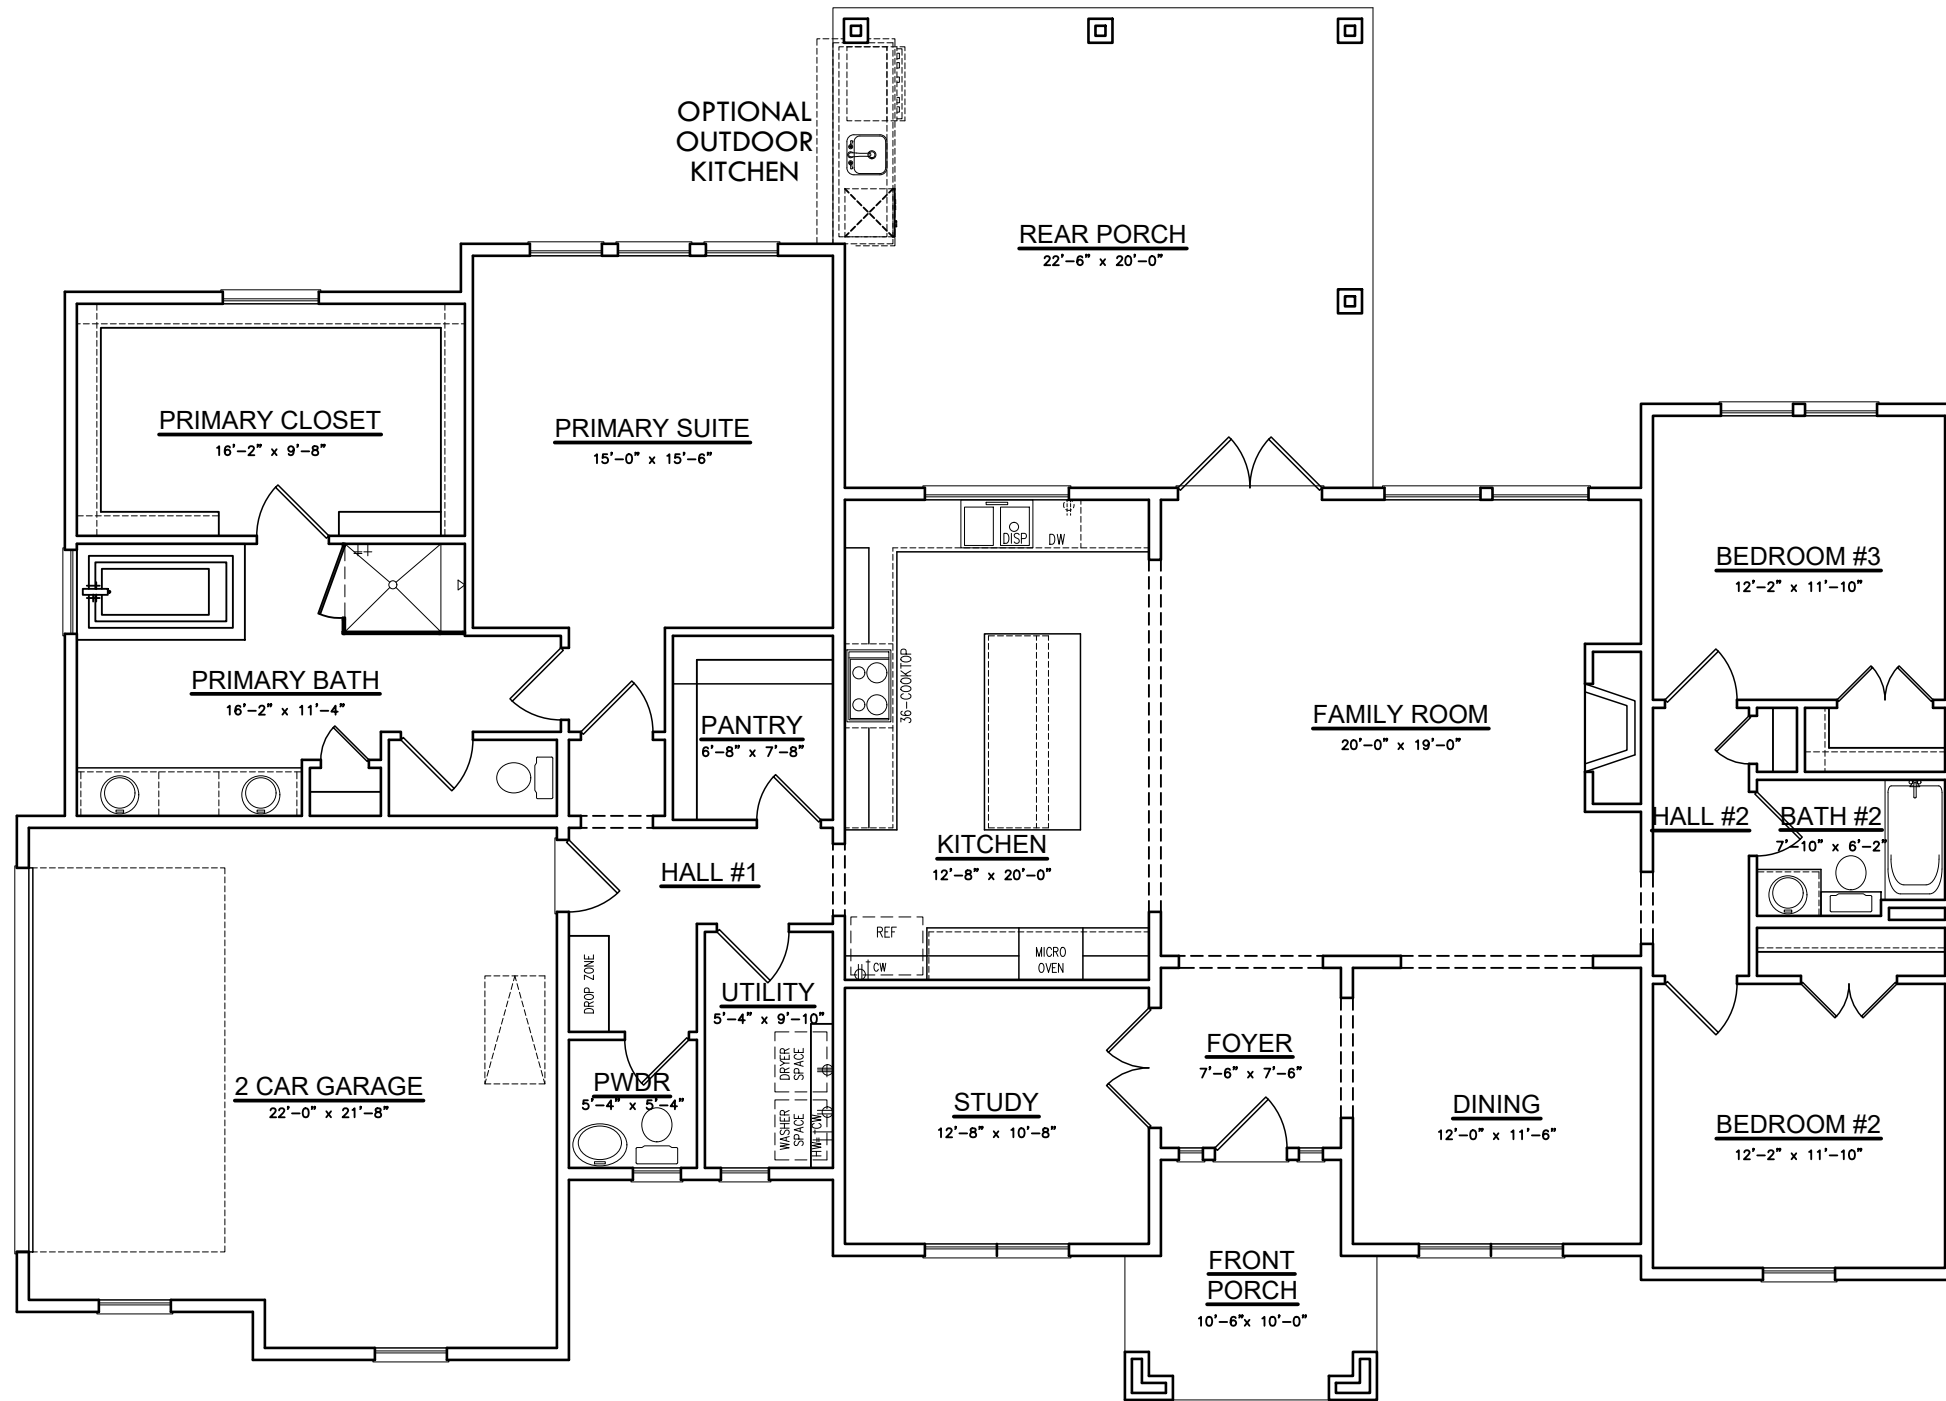 OPTIONAL
OUTDOOR
KITCHEN
REAR PORCH
22'-6" x 20'-0"
PRIMARY CLOSET
16'-2" x 9'-8"
PRIMARY SUITE
15'-0" x 15'-6"
DISP
DW
BEDROOM #3
12'-2" x 11'-10"
PRIMARY BATH
16'-2" x 11'-4"
PANTRY
6'-8" x 7'-8"
36-COOKTOP
FAMILY ROOM
20'-0" x 19'-0"
KITCHEN
12'-8" x 20'-0"
HALL #2
BATH #2
7'-10" x 6'-2"
HALL #1
REF
CW
MICRO
OVEN
DROP ZONE
UTILITY
5'-4" x 9'-10"
DRYER
SPACE
WASHER
SPACE
HW
CW
PWDR
5'-4" x 5'-4"
2 CAR GARAGE
22'-0" x 21'-8"
STUDY
12'-8" x 10'-8"
FOYER
7'-6" x 7'-6"
DINING
12'-0" x 11'-6"
BEDROOM #2
12'-2" x 11'-10"
FRONT
PORCH
10'-6"x 10'-0"